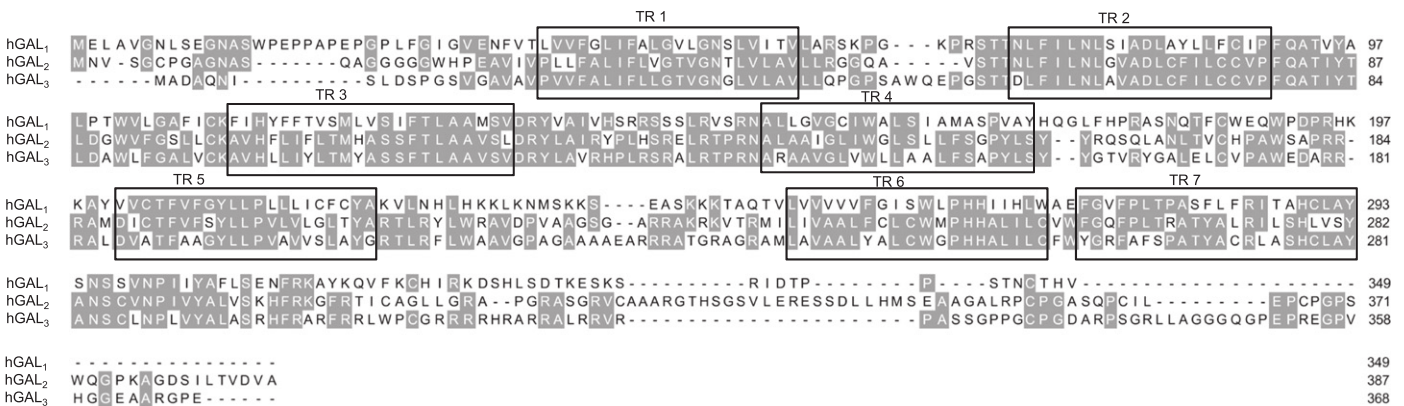 TR 1 TR 2
hGAL₁ MELAVGNLSEGNASWPEPPAPEPGPLFGIGVENFVTLVVFGLIFALGVLGNSLVITVLARSKPG---KPRSTTNLFILNLSIADLAYLLFCIPFQATVYA 97
hGAL₂ MNV-SGCPGAGNAS-------QAGGGGGWHPEAVIVPLLFALIFLVGTVGNTLVLAVLLRGGQA-----VSTTNLFILNLGVADLCFILCCVPFQATIYT 87
hGAL₃ ------MADAQNI----------SLDSPGSVGAVAVPVVFALIFLLGTVGNGLVLAVLLQPGPSAWQEPGSTTDLFILNLAVADLCFILCCVPFQATIYT 84
TR 3 TR 4
hGAL₁ LPTWVLGAFICKFIHYFFTVSMLVSIFTLAAMSVDRYVAIVHSRRSSSLRVSRNALLGVGCIWALSIAMASPVAYHQGLFHPRASNQTFCWEQWPDPRHK 197
hGAL₂ LDGWVFGSLLCKAVHFLIFLTMHASSFTLAAVSLDRYLAIRYPLHSRELRTPRNALAAIGLIWGLSLLFSGPYLSY--YRQSQLANLTVCHPAWSAPRR- 184
hGAL₃ LDAWLFGALVCKAVHLLIYLTMYASSFTLAAVSVDRYLAVRHPLRSRALRTPRNARAAVGLVWLLAALFSAPYLSY--YGTVRYGALELCVPAWEDARR- 181
TR 5 TR 6 TR 7
hGAL₁ KAYVVCTFVFGYLLPLLLICFCYAKVLNHLHKKLKNMSKKS----EASKKKTAQTVLVVVVVFGISWLPHHIIHLWAEFGVFPLTPASFLFRITAHCLAY 293
hGAL₂ RAMDICTFVFSYLLPVLVLGLTYARTLRYLWRAVDPVAAGSG--ARRAKRKVTRMILIVAALFCLCWMPHHALILCVWFGQFPLTRATYALRILSHLVSY 282
hGAL₃ RALDVATFAAGYLLPVAVVSLAYGRTLRFLWAAVGPAGAAAAEARRRATGRAGRAMLAVAALYALCWGPHHALILCFWYGRFAFSPATYACRLASHCLAY 281
hGAL₁ SNSSVNPIIYAFLSENFRKAYKQVFKCHIRKDSHLSDTKESKS---------RIDTP---------P---STNCTHV----------------------- 349
hGAL₂ ANSCVNPIVYALVSKHFRKGFRTICAGLLGRA--PGRASGRVCAAARGTHSGSVLERESSDLLHMSEAAGALRPCPGASQPCIL---------EPCPGPS 371
hGAL₃ ANSCLNPLVYALASRHFRARFRRLWPCGRRRRHRARRALRRVR-----------------------PASSGPPGCPGDARPSGRLLAGGGQGPEPREGPV 358
hGAL₁ ---------------- 349
hGAL₂ WQGPKAGDSILTVDVA 387
hGAL₃ HGGEAARGPE------ 368